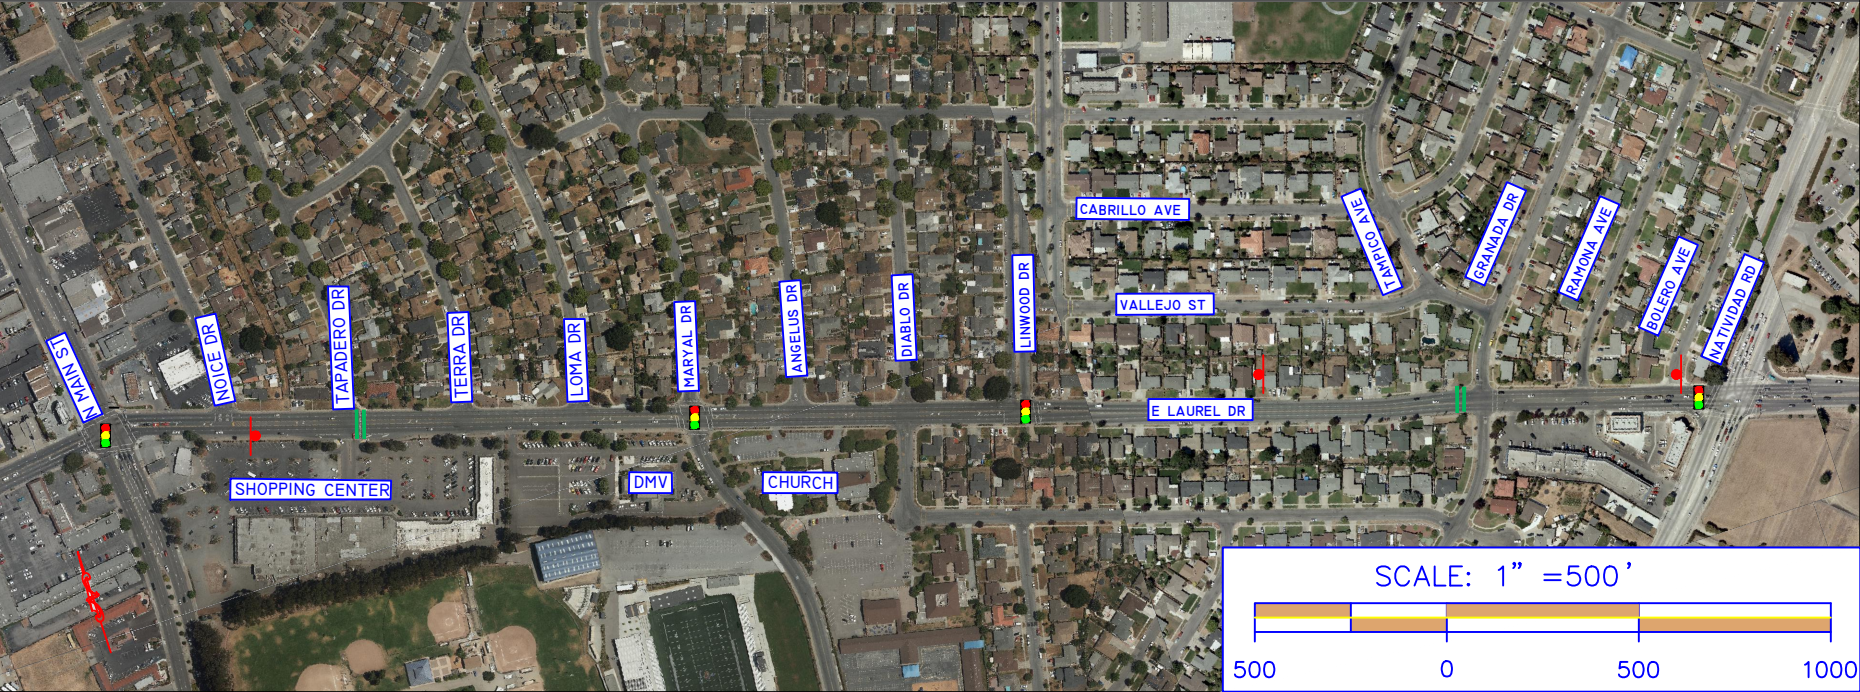 N MAIN ST
NOICE DR
TAPADERO DR
TERRA DR
LOMA DR
MARYAL DR
ANGELUS DR
DIABLO DR
LINWOOD DR
CABRILLO AVE
VALLEJO ST
TAMPICO AVE
GRANADA DR
RAMONA AVE
BOLERO AVE
NATIVIDAD RD
E LAUREL DR
SHOPPING CENTER
DMV
CHURCH
SCALE: 1" =500'
500 0 500 1000